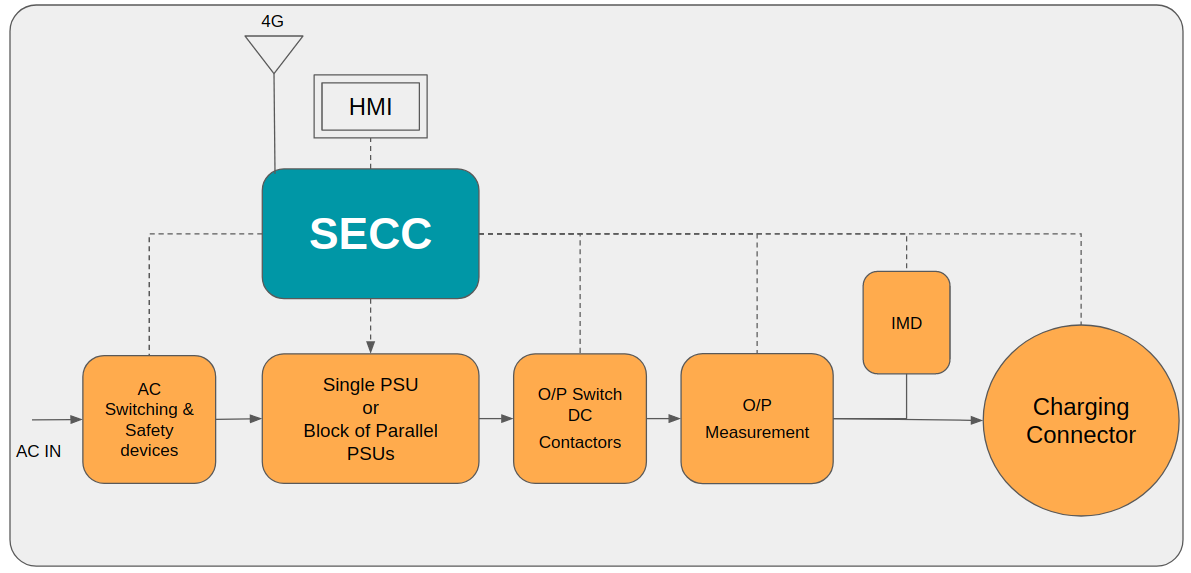 4G
HMI
SECC
IMD
AC
Switching &
Safety
devices
Single PSU
or
Block of Parallel
PSUs
O/P Switch
DC
Contactors
O/P
Measurement
Charging
Connector
AC IN